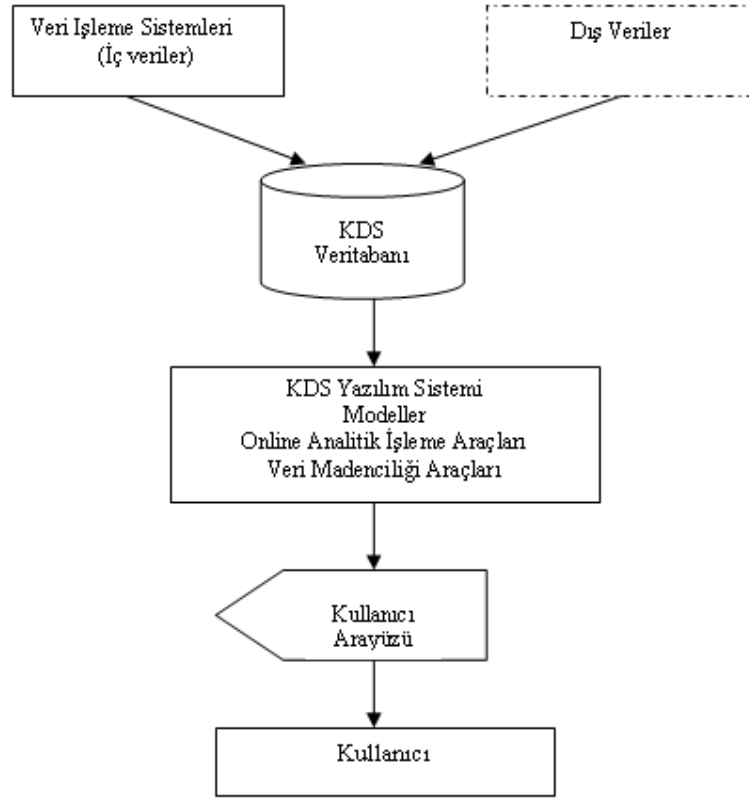 Veri Işleme Sistemleri
(İç veriler)
Dış Veriler
KDS
Veritabanı
KDS Yazılım Sistemi
Modeller
Online Analitik İşleme Araçları
Veri Madenciliği Araçları
Kullanıcı
Arayüzü
Kullanıcı